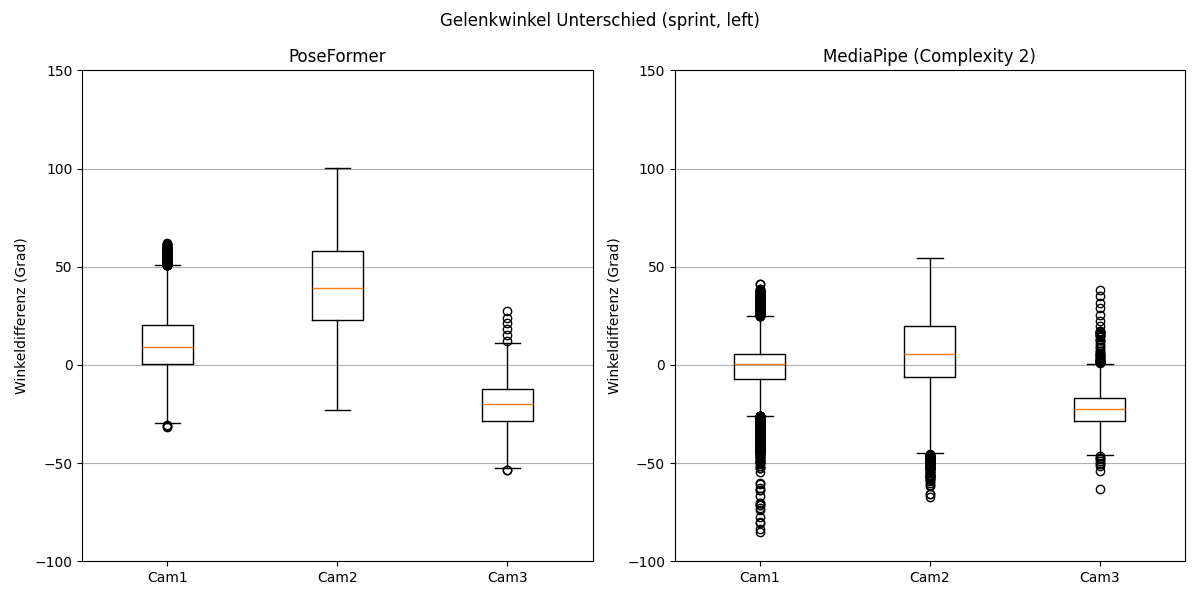 Gelenkwinkel Unterschied (sprint, left)
PoseFormer
Winkeldifferenz (Grad)
150
100
50
0
−50
−100
Cam1 Cam2 Cam3
MediaPipe (Complexity 2)
Winkeldifferenz (Grad)
150
100
50
0
−50
−100
Cam1 Cam2 Cam3